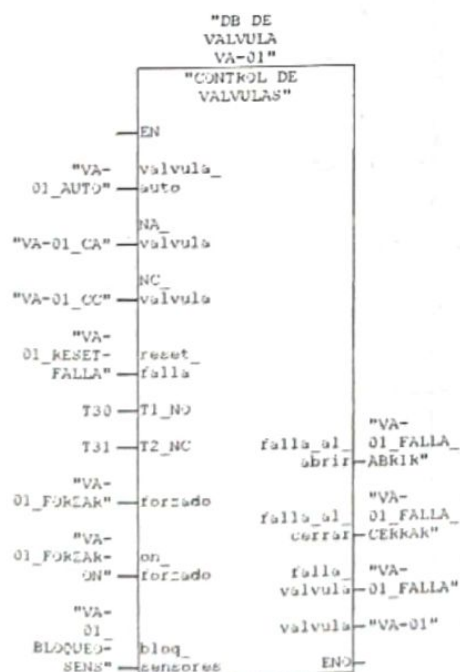 "DB DE
VALVULA
VA-01"
"CONTROL DE
VALVULAS"
EN
"VA-
01_AUTO"
valvula_
auto
"VA-01_CA"
NA_
valvula
"VA-01_CC"
NC_
valvula
"VA-
01_RESET-
FALLA"
reset_
falla
T30
T1_NO
T31
T2_NC
"VA-
01_FORZAR"
forzado
"VA-
01_FORZAR-
ON"
on_
forzado
"VA-
01_
BLOQUEO-
SENS"
bloq_
sensores
falla_al_
abrir
"VA-
01_FALLA_
ABRIR"
falla_al_
cerrar
"VA-
01_FALLA_
CERRAR"
falla_
valvula
"VA-
01_FALLA"
valvula
"VA-01"
ENO